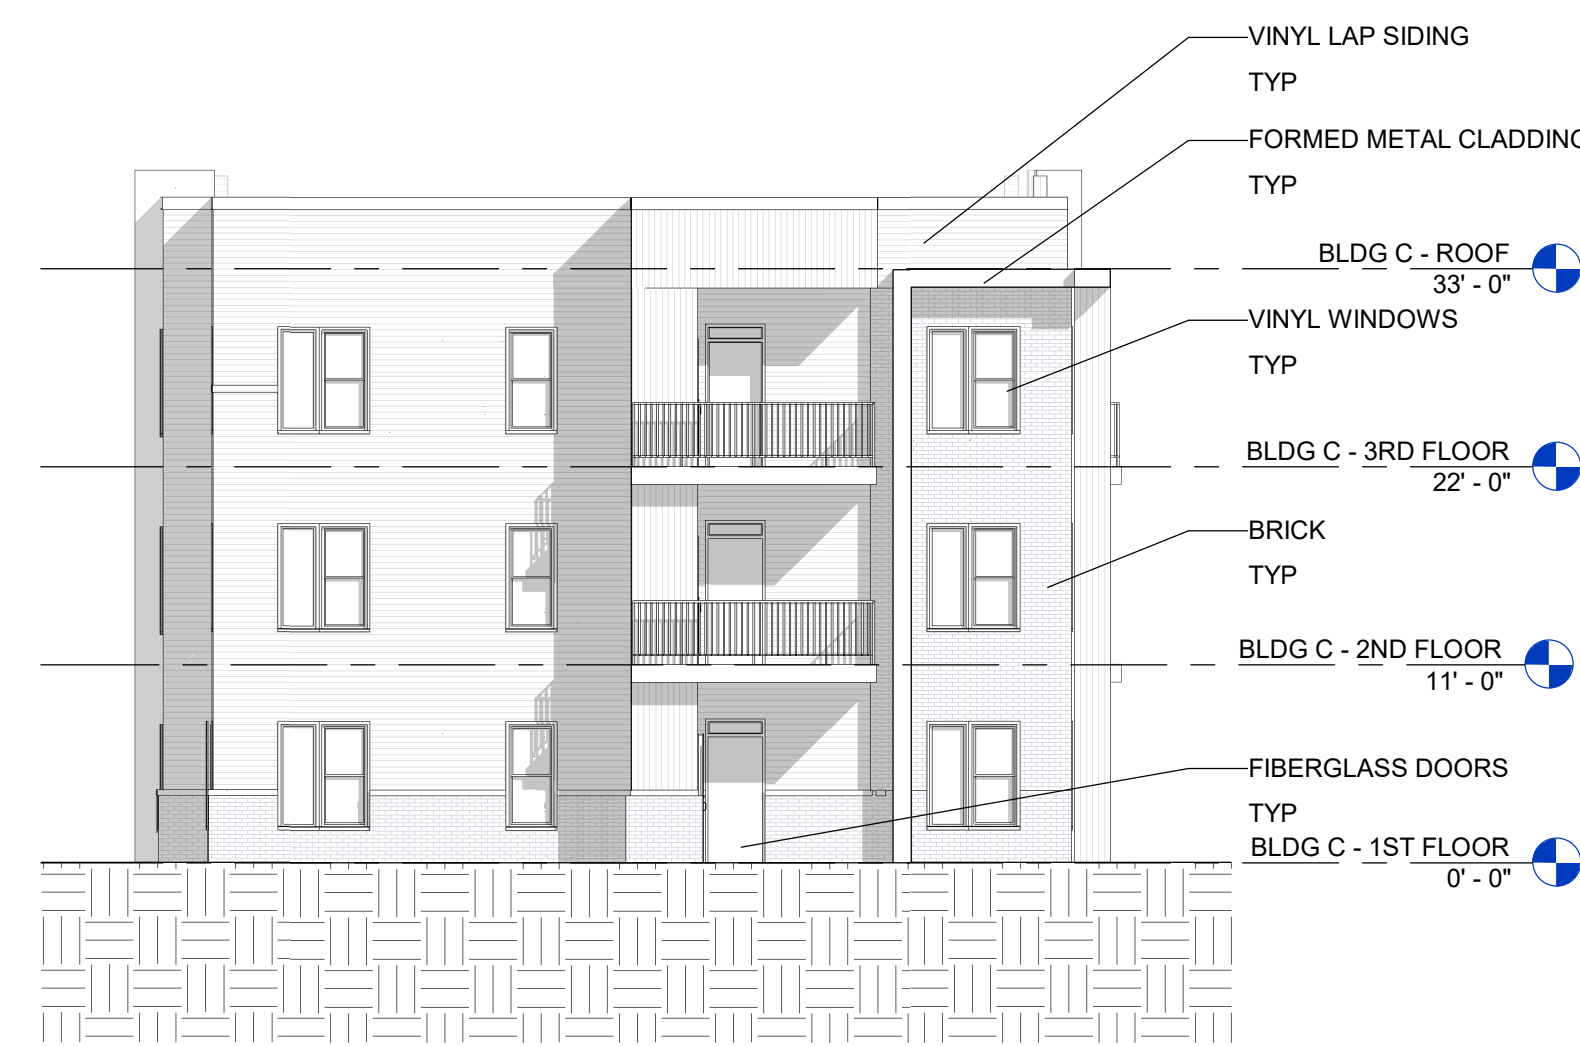 VINYL LAP SIDING
TYP
FORMED METAL CLADDING
TYP
BLDG C - ROOF
33' - 0"
VINYL WINDOWS
TYP
BLDG C - 3RD FLOOR
22' - 0"
BRICK
TYP
BLDG C - 2ND FLOOR
11' - 0"
FIBERGLASS DOORS
TYP
BLDG C - 1ST FLOOR
0' - 0"